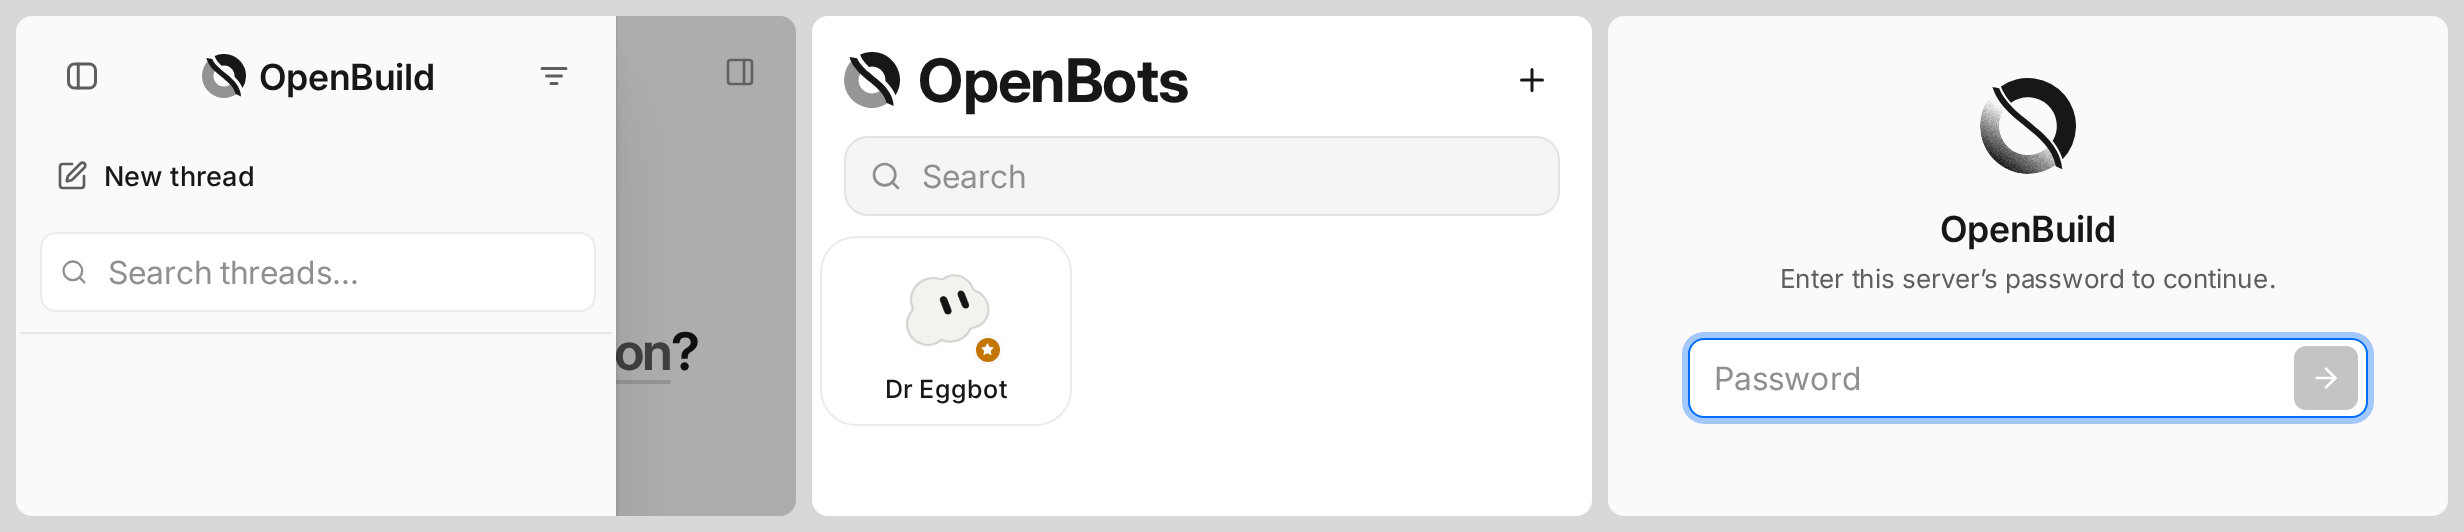 OpenBuild
New thread
Search threads...
on?
OpenBots
Search
Dr Eggbot
OpenBuild
Enter this server’s password to continue.
Password